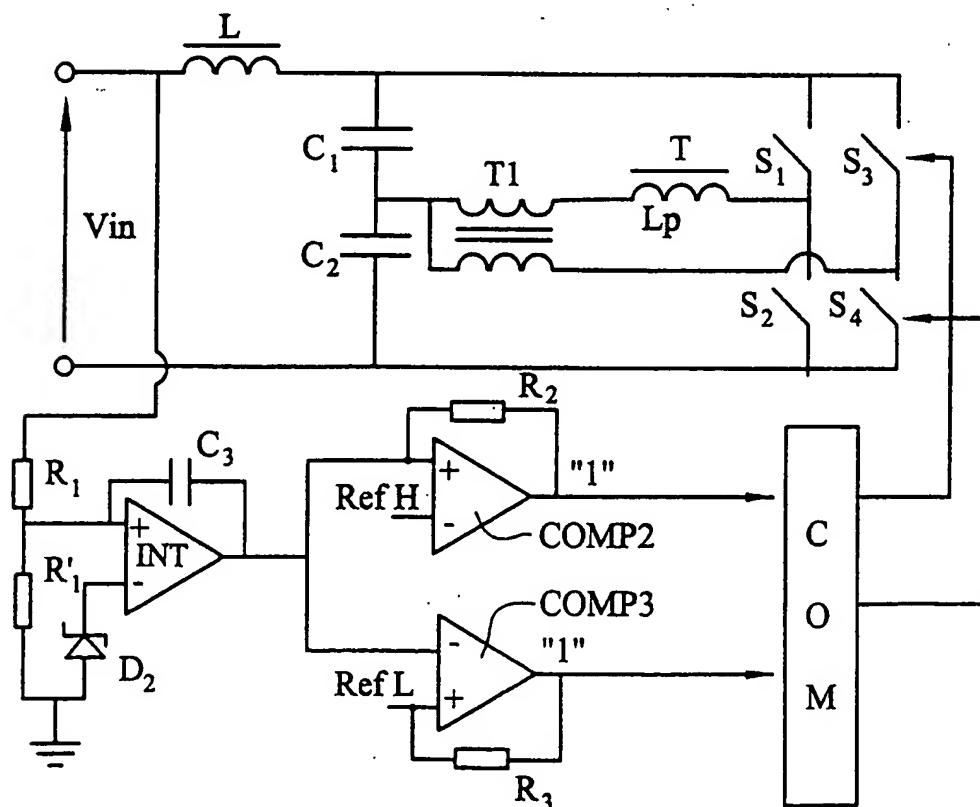 L
C₁
T1
T
S₁
S₃
Vin
Lp
C₂
S₂
S₄
R₂
C₃
R₁
+
"1"
Ref H
-
COMP2
+
INT
-
R'₁
C
COMP3
O
-
"1"
D₂
Ref L
+
M
R₃